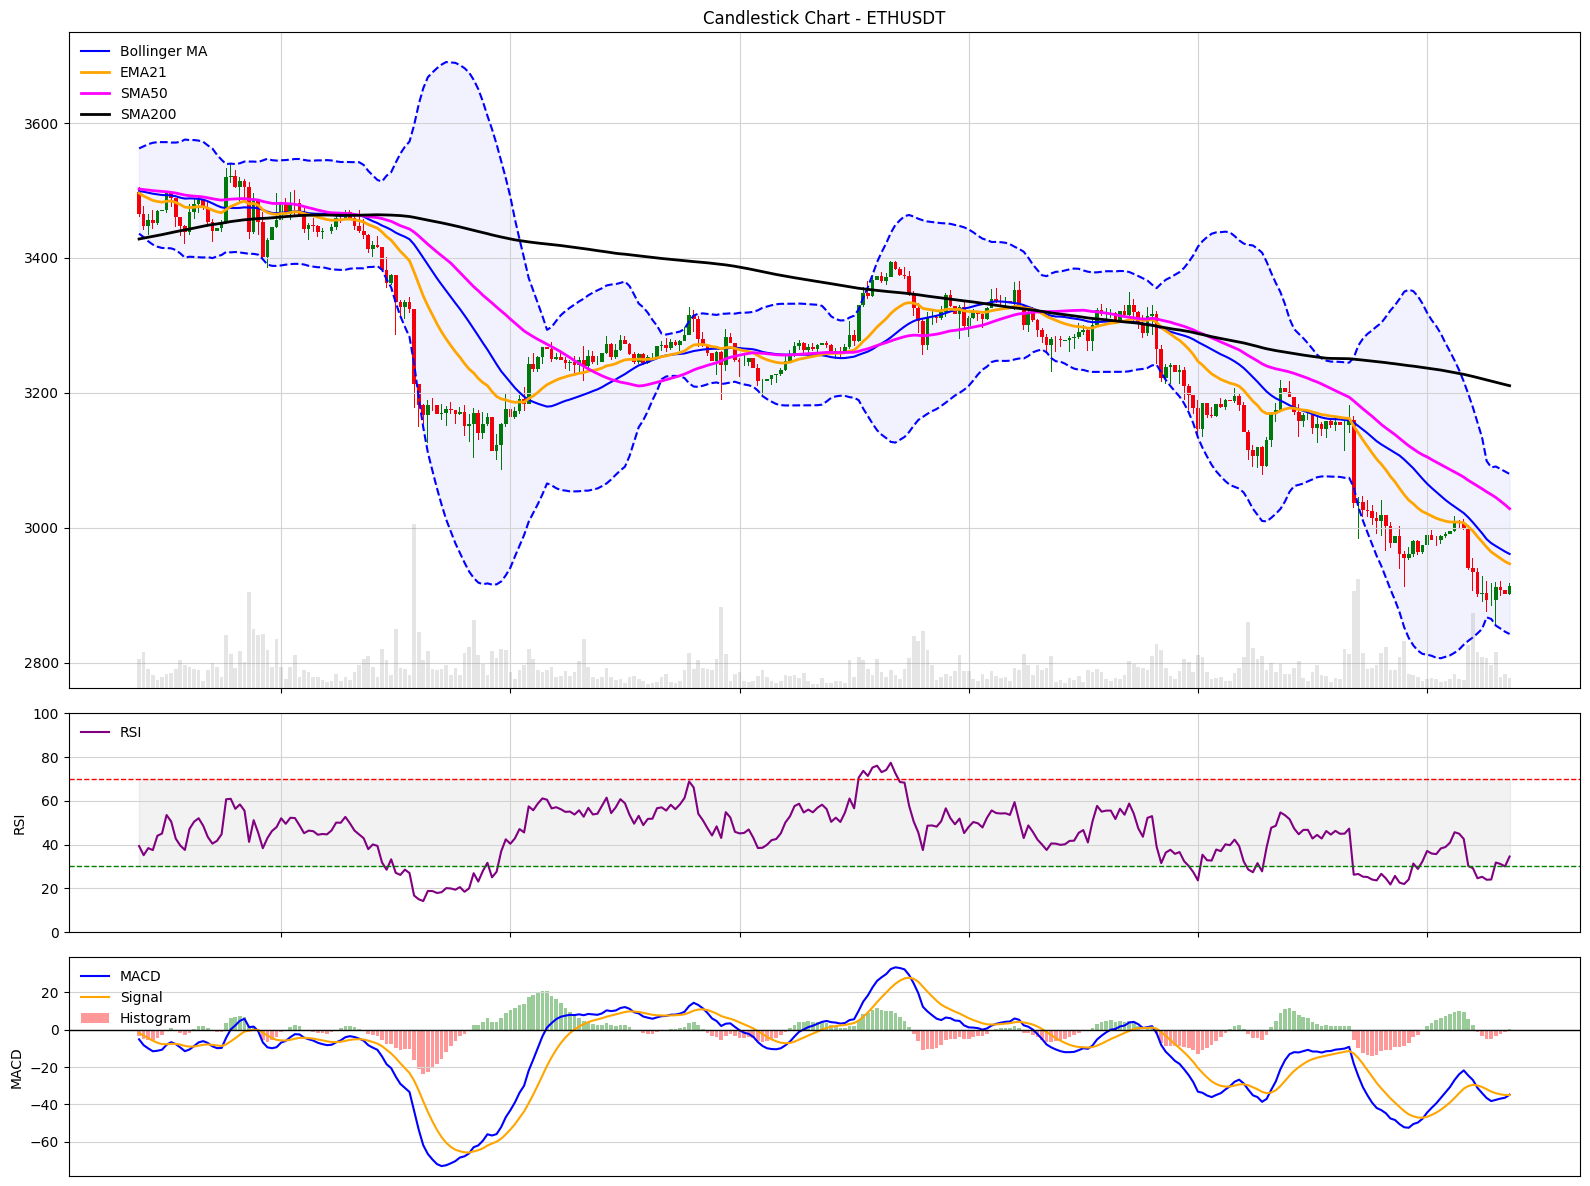 Candlestick Chart - ETHUSDT
Bollinger MA
EMA21
SMA50
SMA200
3600
3400
3200
3000
2800
RSI
100
80
60
40
20
0
RSI
MACD
Signal
Histogram
20
0
−20
−40
−60
MACD